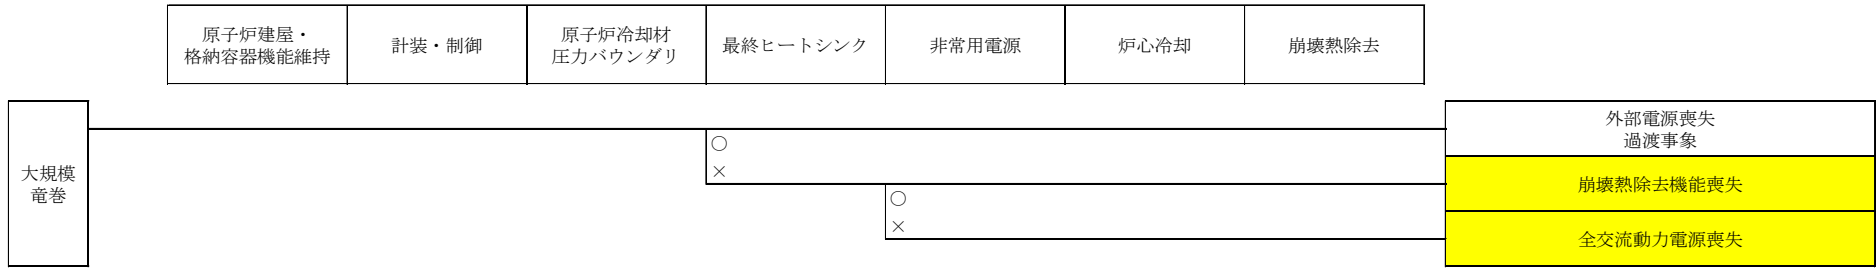 原子炉建屋・
格納容器機能維持
計装・制御
原子炉冷却材
圧力バウンダリ
最終ヒートシンク
非常用電源
炉心冷却
崩壊熱除去
大規模
竜巻
外部電源喪失
過渡事象
○
×
崩壊熱除去機能喪失
○
×
全交流動力電源喪失